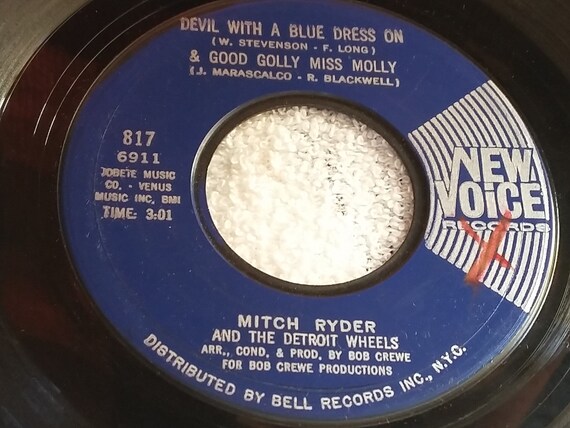 DEVIL WITH A BLUE DRESS ON
(W. STEVENSON - F. LONG)
& GOOD GOLLY MISS MOLLY
(J. MARASCALCO - R. BLACKWELL)
817
6911
JOBETE MUSIC
CO. - VENUS
MUSIC INC. BMI
TIME: 3:01
NEW
VOICE
RECORDS
MITCH RYDER
AND THE DETROIT WHEELS
ARR., COND. & PROD. BY BOB CREWE
FOR BOB CREWE PRODUCTIONS
DISTRIBUTED BY BELL RECORDS INC., N.Y.C.